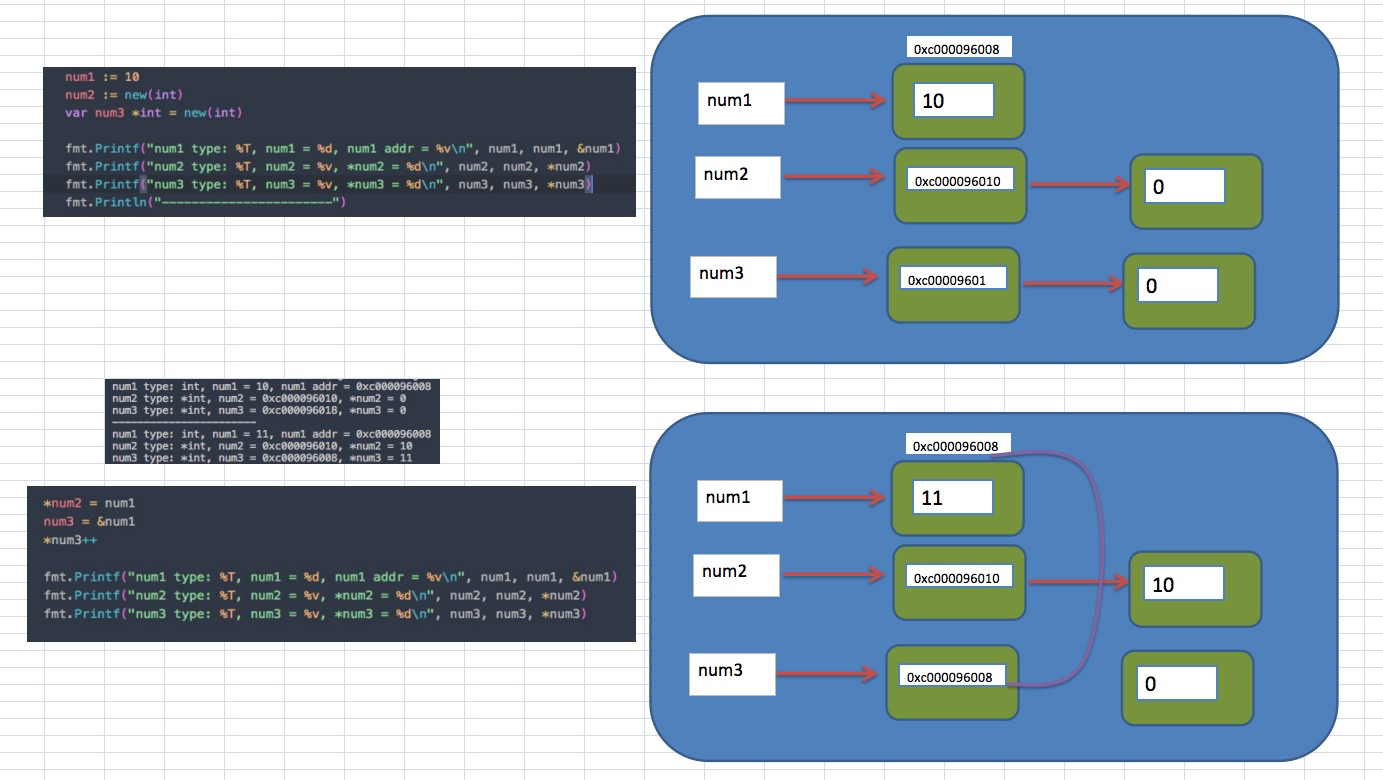 num1 := 10
num2 := new(int)
var num3 *int = new(int)
fmt.Printf("num1 type: %T, num1 = %d, num1 addr = %v\n", num1, num1, &num1)
fmt.Printf("num2 type: %T, num2 = %v, *num2 = %d\n", num2, num2, *num2)
fmt.Printf("num3 type: %T, num3 = %v, *num3 = %d\n", num3, num3, *num3)
fmt.Println("-----------------------")
0xc000096008
num1
10
num2
0xc000096010
0
num3
0xc00009601
0
num1 type: int, num1 = 10, num1 addr = 0xc000096008
num2 type: *int, num2 = 0xc000096010, *num2 = 0
num3 type: *int, num3 = 0xc000096018, *num3 = 0
-----------------------
num1 type: int, num1 = 11, num1 addr = 0xc000096008
num2 type: *int, num2 = 0xc000096010, *num2 = 10
num3 type: *int, num3 = 0xc000096008, *num3 = 11
*num2 = num1
num3 = &num1
*num3++
fmt.Printf("num1 type: %T, num1 = %d, num1 addr = %v\n", num1, num1, &num1)
fmt.Printf("num2 type: %T, num2 = %v, *num2 = %d\n", num2, num2, *num2)
fmt.Printf("num3 type: %T, num3 = %v, *num3 = %d\n", num3, num3, *num3)
0xc000096008
num1
11
num2
0xc000096010
10
num3
0xc000096008
0